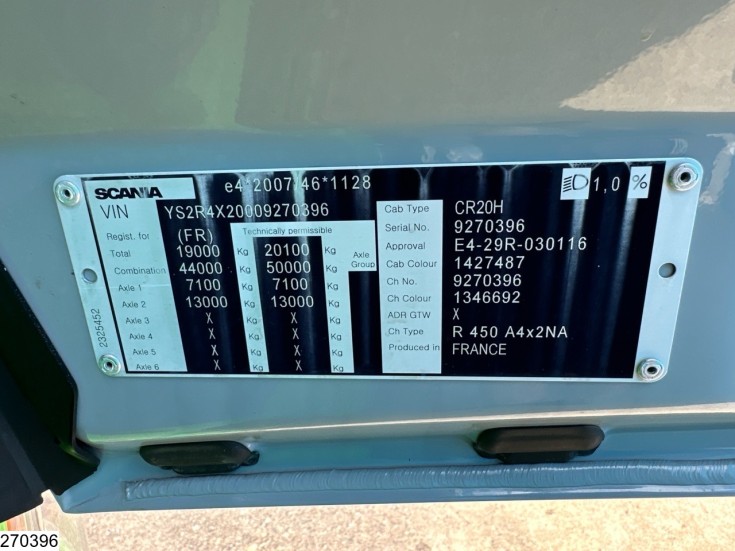 SCANIA e4*2007/46*1128 1,0 %
VIN YS2R4X20009270396 Cab Type CR20H
Regist. for (FR) Technically permissible Serial No. 9270396
Total 19000 Kg 20100 Kg Axle Group Approval E4-29R-030116
Combination 44000 Kg 50000 Kg Cab Colour 1427487
Axle 1 7100 Kg 7100 Kg Ch No. 9270396
Axle 2 13000 Kg 13000 Kg Ch Colour 1346692
Axle 3 X Kg X Kg ADR GTW X
Axle 4 X Kg X Kg Ch Type R 450 A4x2NA
Axle 5 X Kg X Kg Produced in FRANCE
Axle 6 X Kg X Kg
2325452
270396